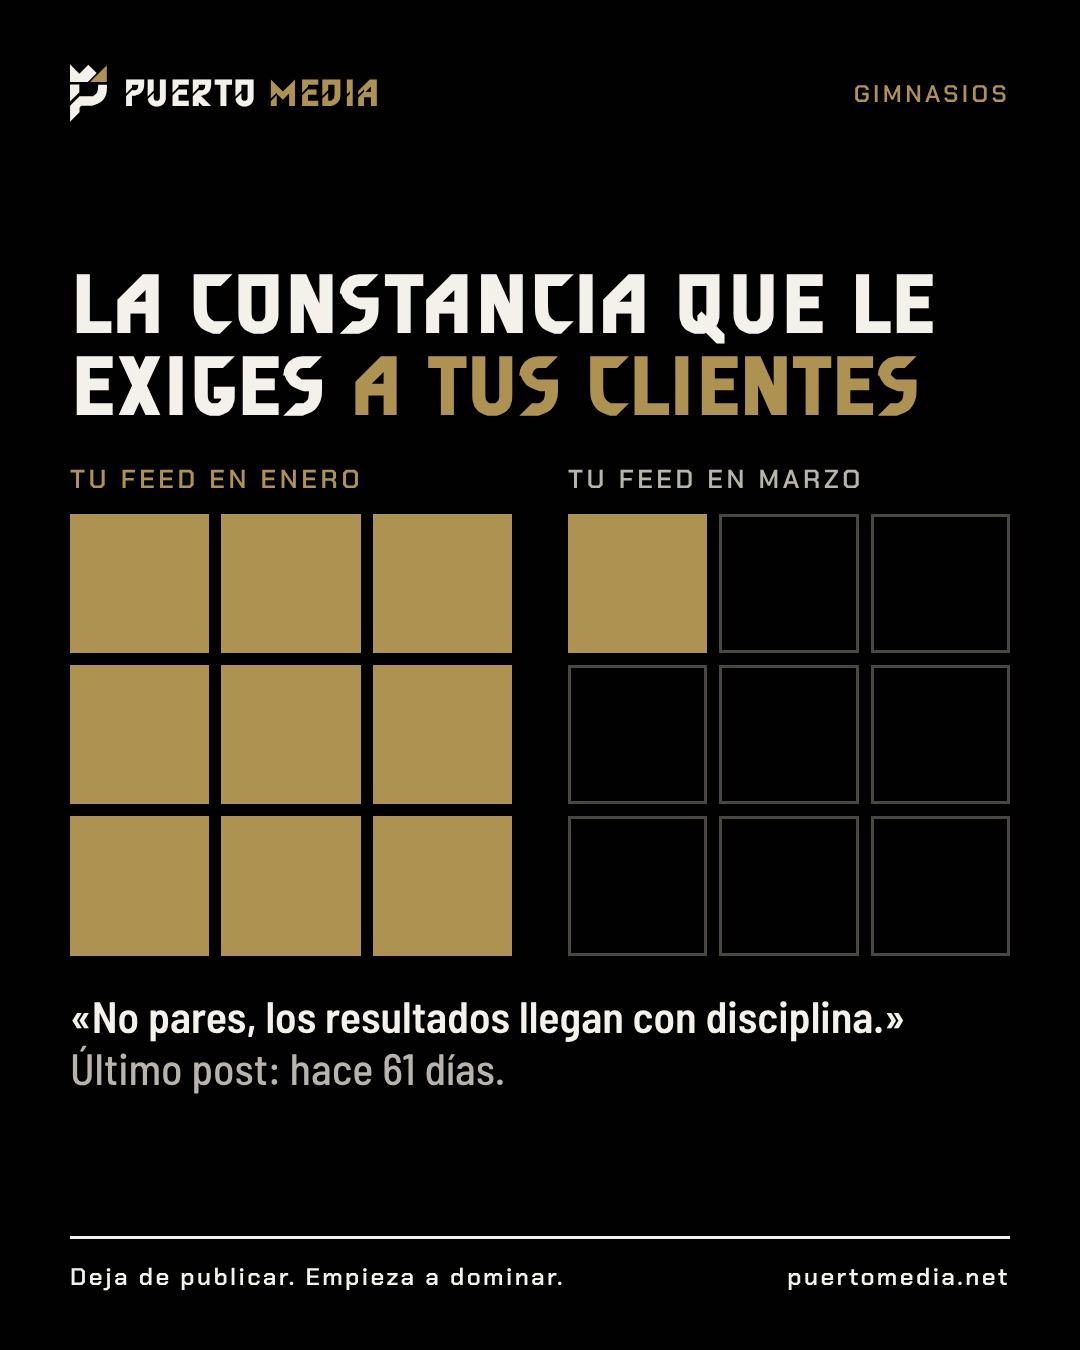 PUERTO MEDIA
GIMNASIOS
LA CONSTANCIA QUE LE
EXIGES A TUS CLIENTES
TU FEED EN ENERO
TU FEED EN MARZO
«No pares, los resultados llegan con disciplina.»
Último post: hace 61 días.
Deja de publicar. Empieza a dominar.
puertomedia.net